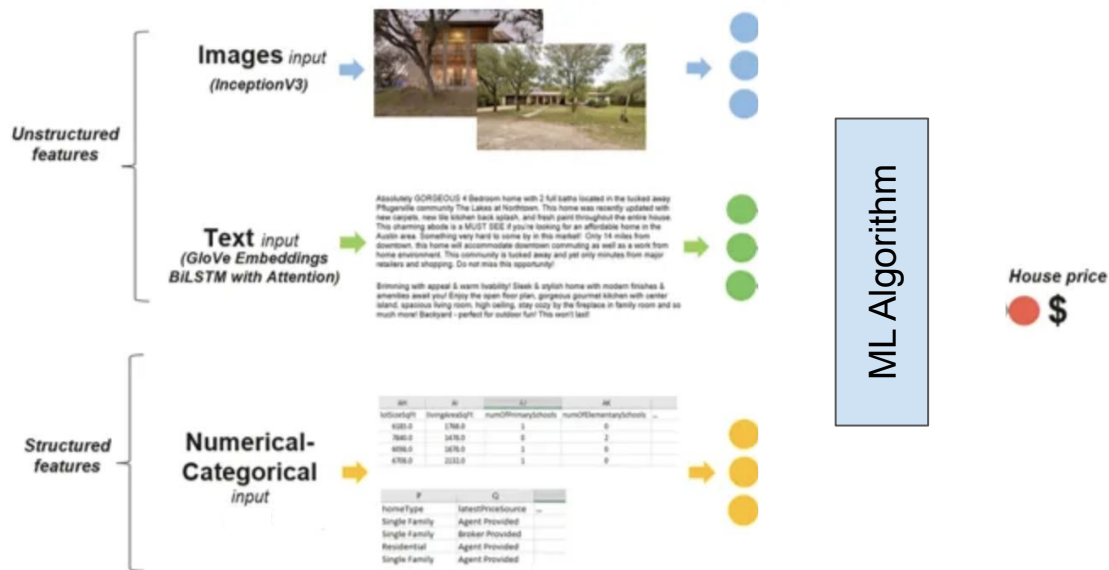 Images input
(InceptionV3)
Unstructured
features
Absolutely GORGEOUS 4 Bedroom home with 2 full baths located in the tucked away
Pflugerville community The Lakes at Northtown. This home was recently updated with
new carpets, new tile kitchen back splash, and fresh paint throughout the entire house.
This charming abode is a MUST SEE if you're looking for an affordable home in the
Austin area. Something very hard to come by in this market! Only 14 miles from
downtown, this home will accommodate downtown commuting as well as a work from
home environment. This community is tucked away and yet only minutes from major
retailers and shopping. Do not miss this opportunity!
Text input
(GloVe Embeddings
BiLSTM with Attention)
Brimming with appeal & warm livability! Sleek & stylish home with modern finishes &
amenities await you! Enjoy the open floor plan, gorgeous gourmet kitchen with center
island, spacious living room, high ceiling, stay cozy by the fireplace in family room and so
much more! Backyard - perfect for outdoor fun! This won't last!
ML Algorithm
House price
$
Structured
features
Numerical-
Categorical
input
AH AI AJ AK
lotSizeSqFt livingAreaSqFt numOfPrimarySchools numOfElementarySchools ...
6185.0 1768.0 1 0
7840.0 1478.0 0 2
6098.0 1676.0 1 0
6708.0 2132.0 1 0
P Q
homeType latestPriceSource ...
Single Family Agent Provided
Single Family Broker Provided
Residential Agent Provided
Single Family Agent Provided